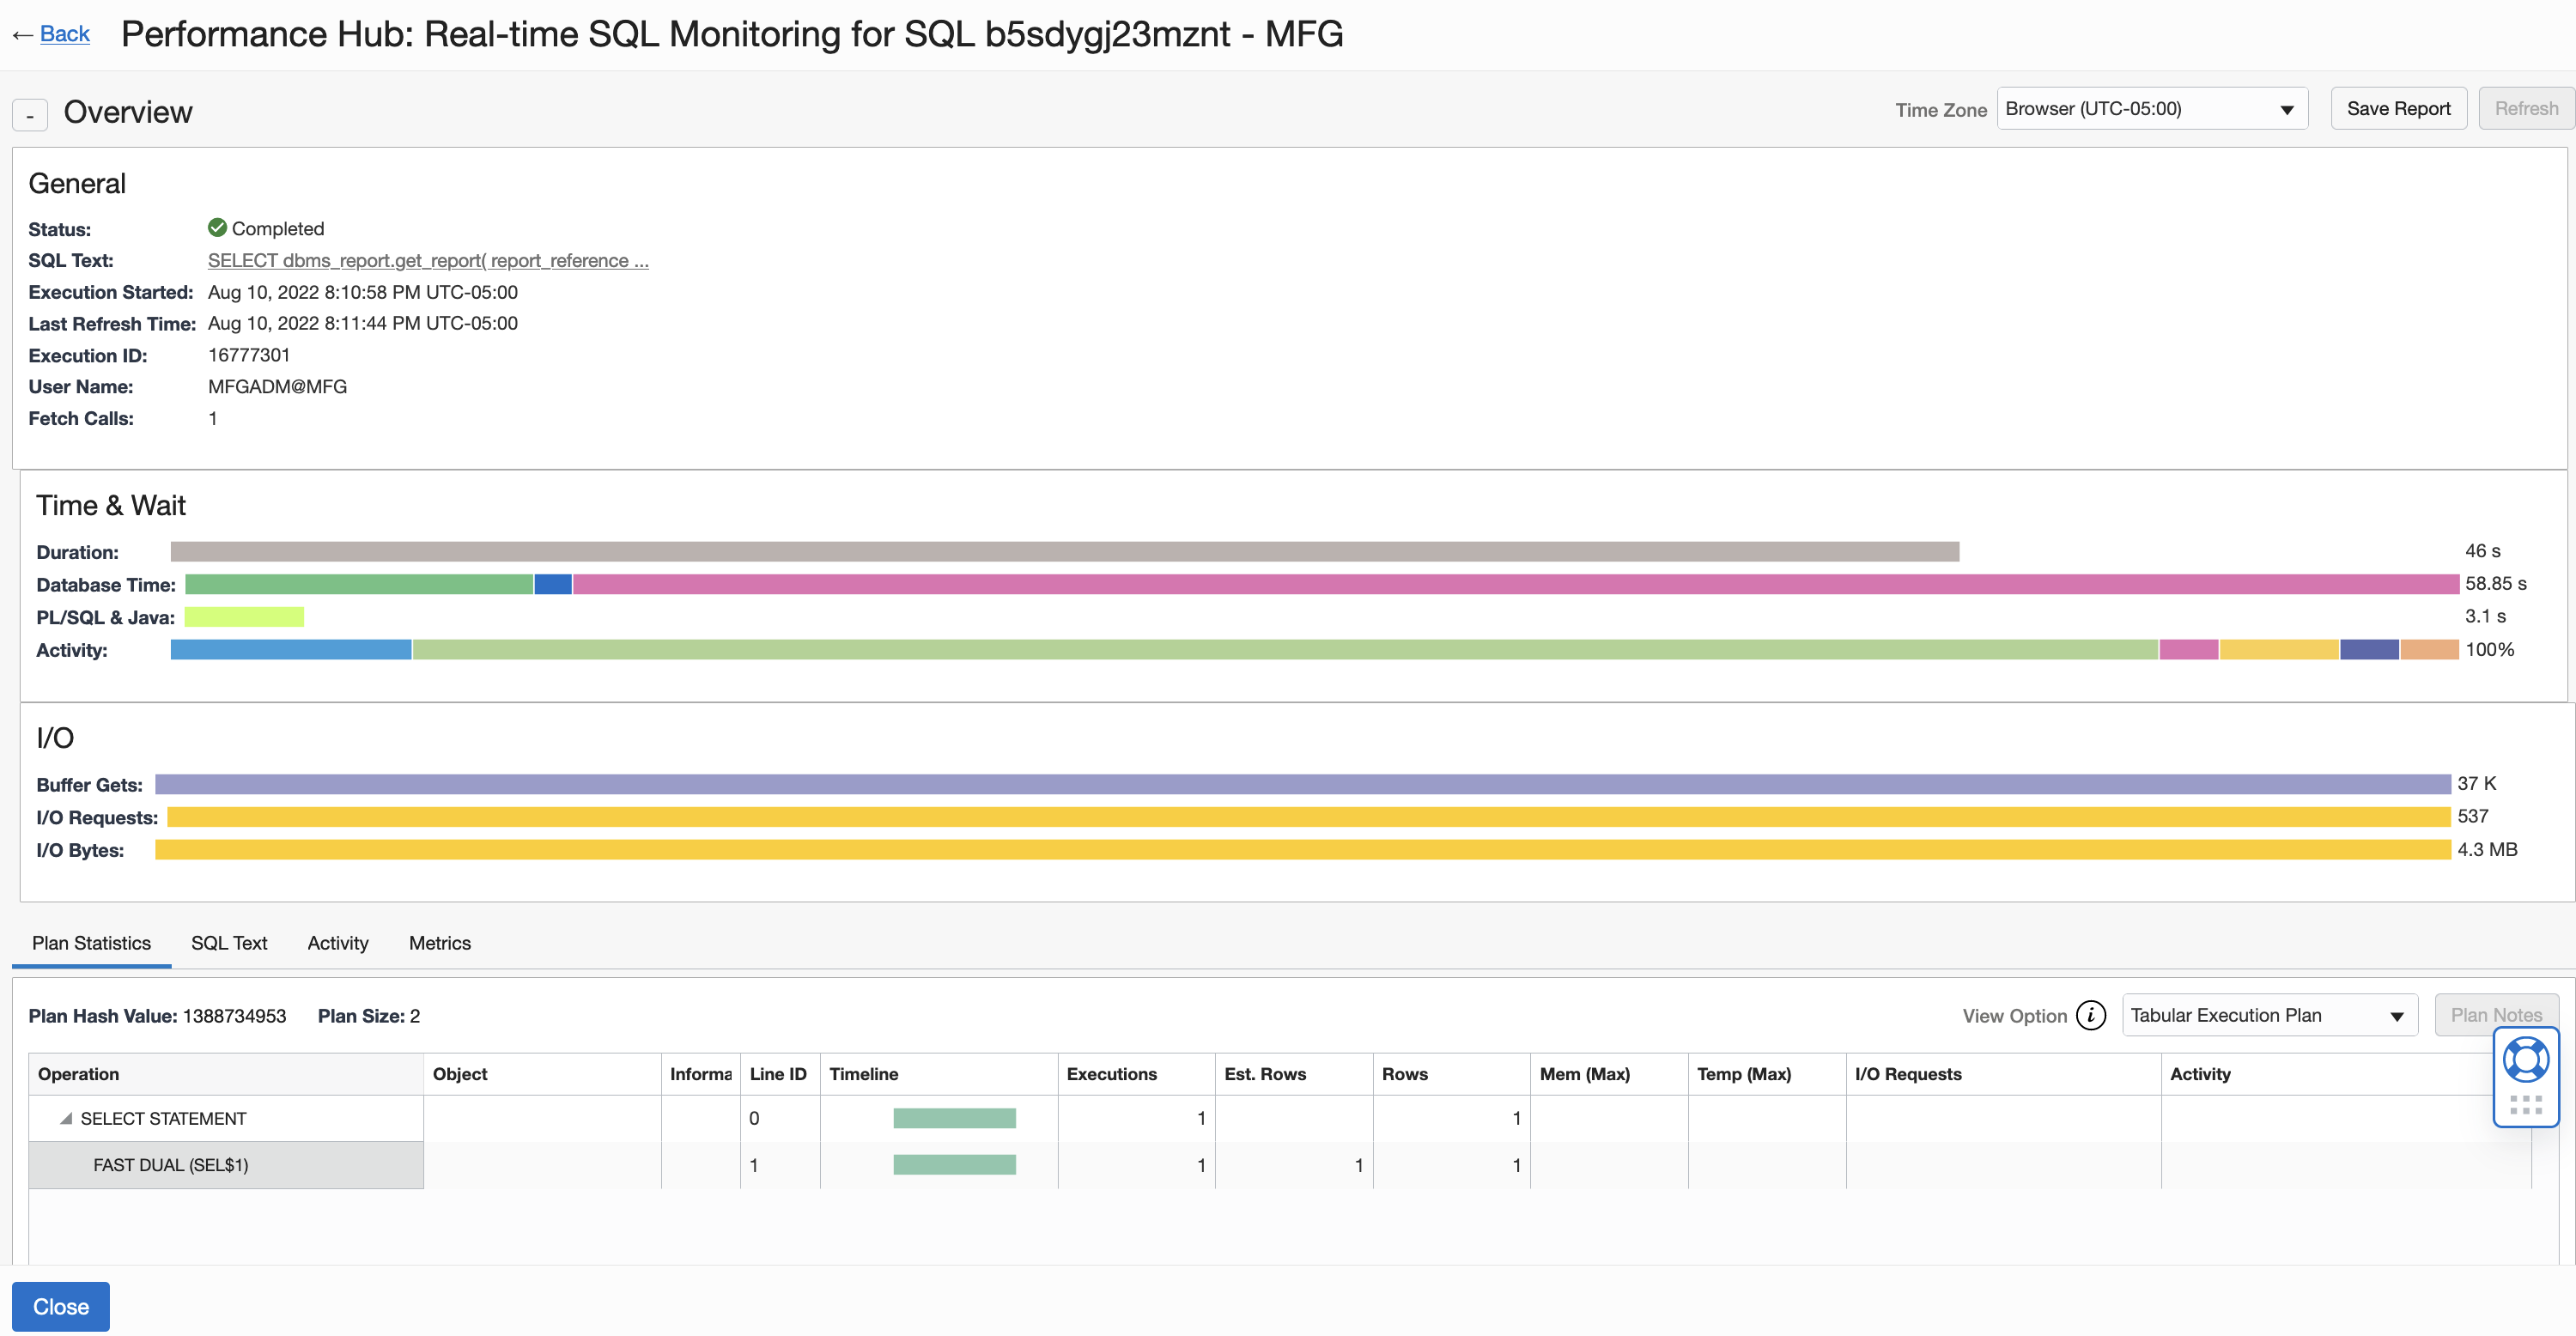 ← Back Performance Hub: Real-time SQL Monitoring for SQL b5sdygj23mznt - MFG
- Overview Time Zone Browser (UTC-05:00) Save Report Refresh
General
Status: Completed
SQL Text: SELECT dbms_report.get_report( report_reference ...
Execution Started: Aug 10, 2022 8:10:58 PM UTC-05:00
Last Refresh Time: Aug 10, 2022 8:11:44 PM UTC-05:00
Execution ID: 16777301
User Name: MFGADM@MFG
Fetch Calls: 1
Time & Wait
Duration: 46 s
Database Time: 58.85 s
PL/SQL & Java: 3.1 s
Activity: 100%
I/O
Buffer Gets: 37 K
I/O Requests: 537
I/O Bytes: 4.3 MB
Plan Statistics SQL Text Activity Metrics
Plan Hash Value: 1388734953 Plan Size: 2 View Option i Tabular Execution Plan Plan Notes
Operation Object Informa Line ID Timeline Executions Est. Rows Rows Mem (Max) Temp (Max) I/O Requests Activity
SELECT STATEMENT 0 1 1
FAST DUAL (SEL$1) 1 1 1 1
Close